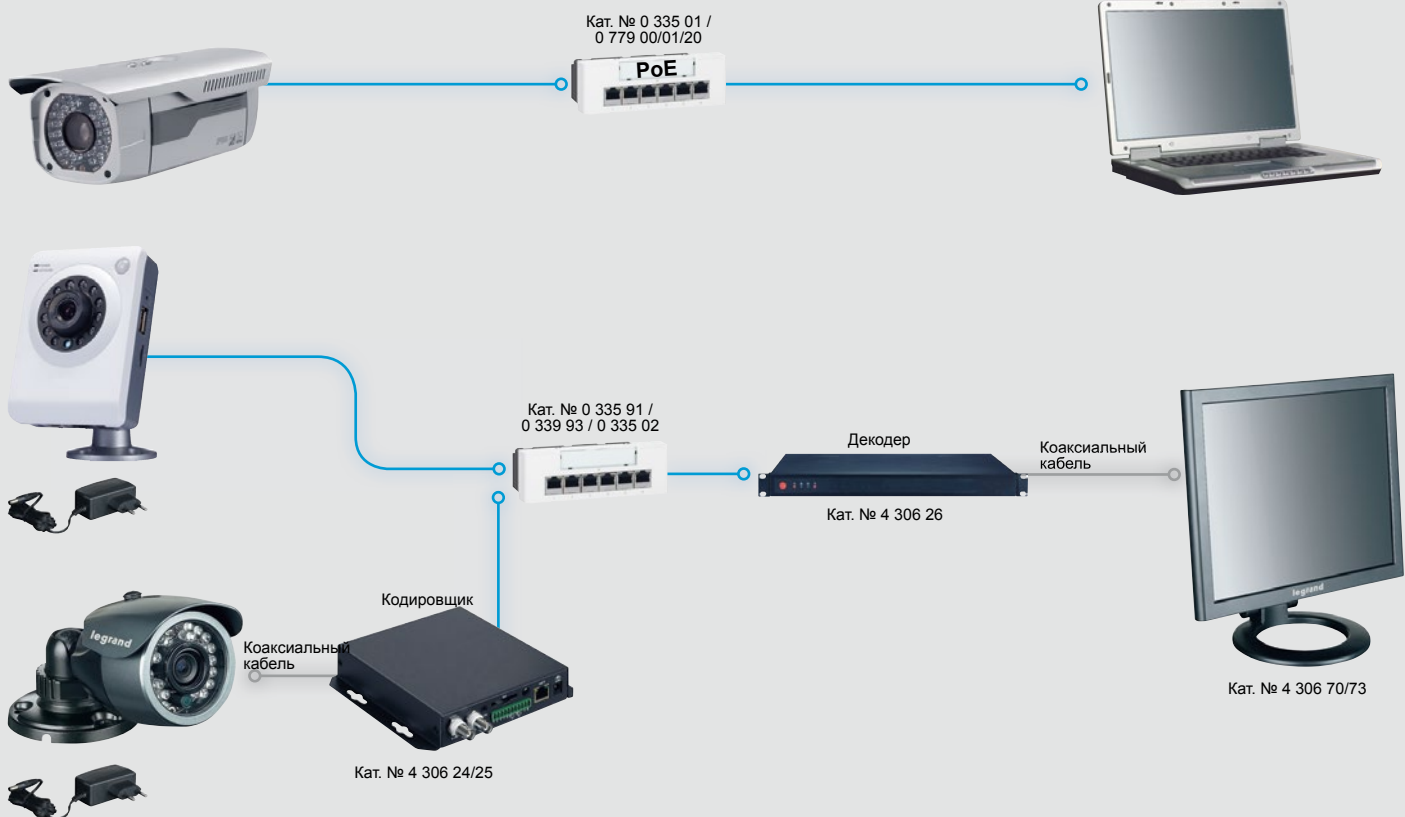 Кат. № 0 335 01 /
0 779 00/01/20
PoE
Кат. № 0 335 91 /
0 339 93 / 0 335 02
Декодер
Коаксиальный
кабель
Кат. № 4 306 26
legrand
Кат. № 4 306 70/73
Кодировщик
legrand
Коаксиальный
кабель
Кат. № 4 306 24/25